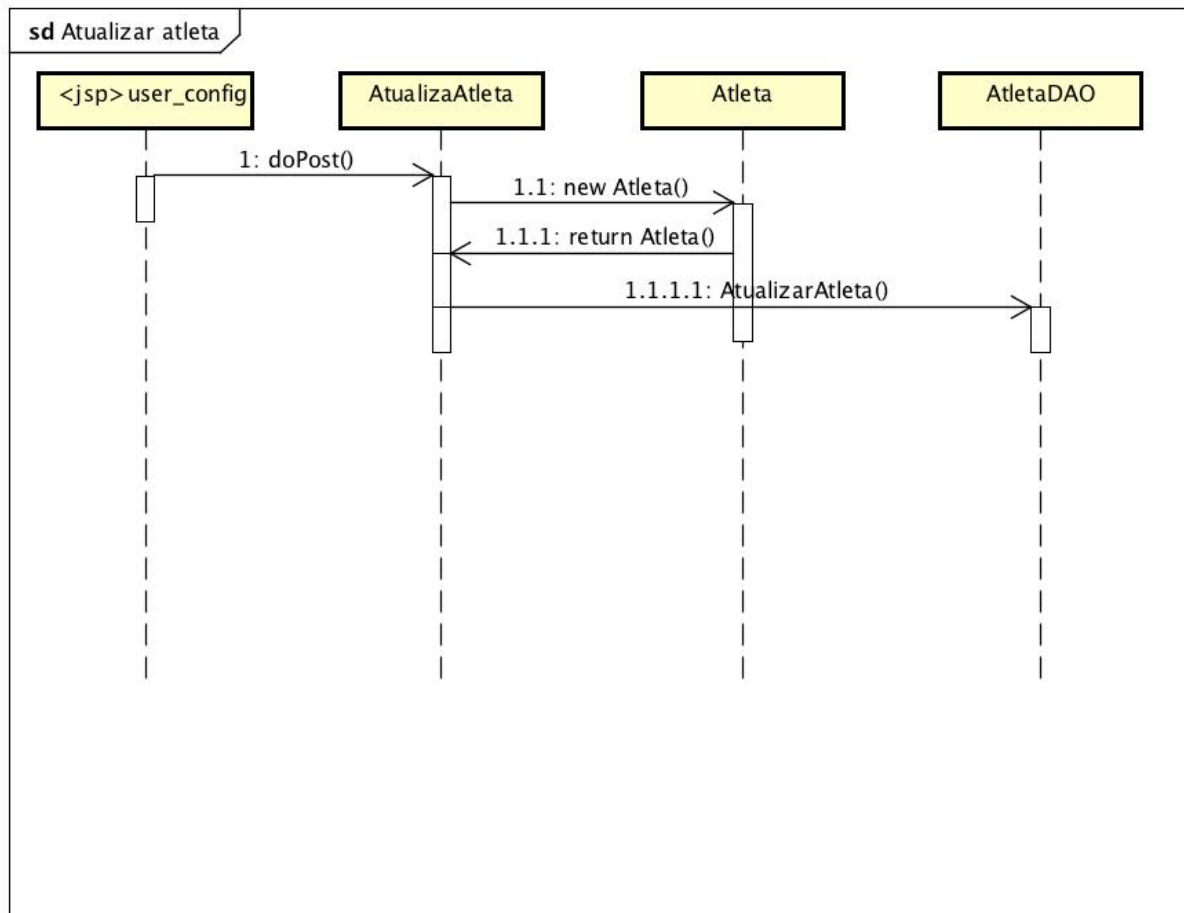 sd Atualizar atleta
<jsp>user_config
AtualizaAtleta
Atleta
AtletaDAO
1: doPost()
1.1: new Atleta()
1.1.1: return Atleta()
1.1.1.1: AtualizarAtleta()